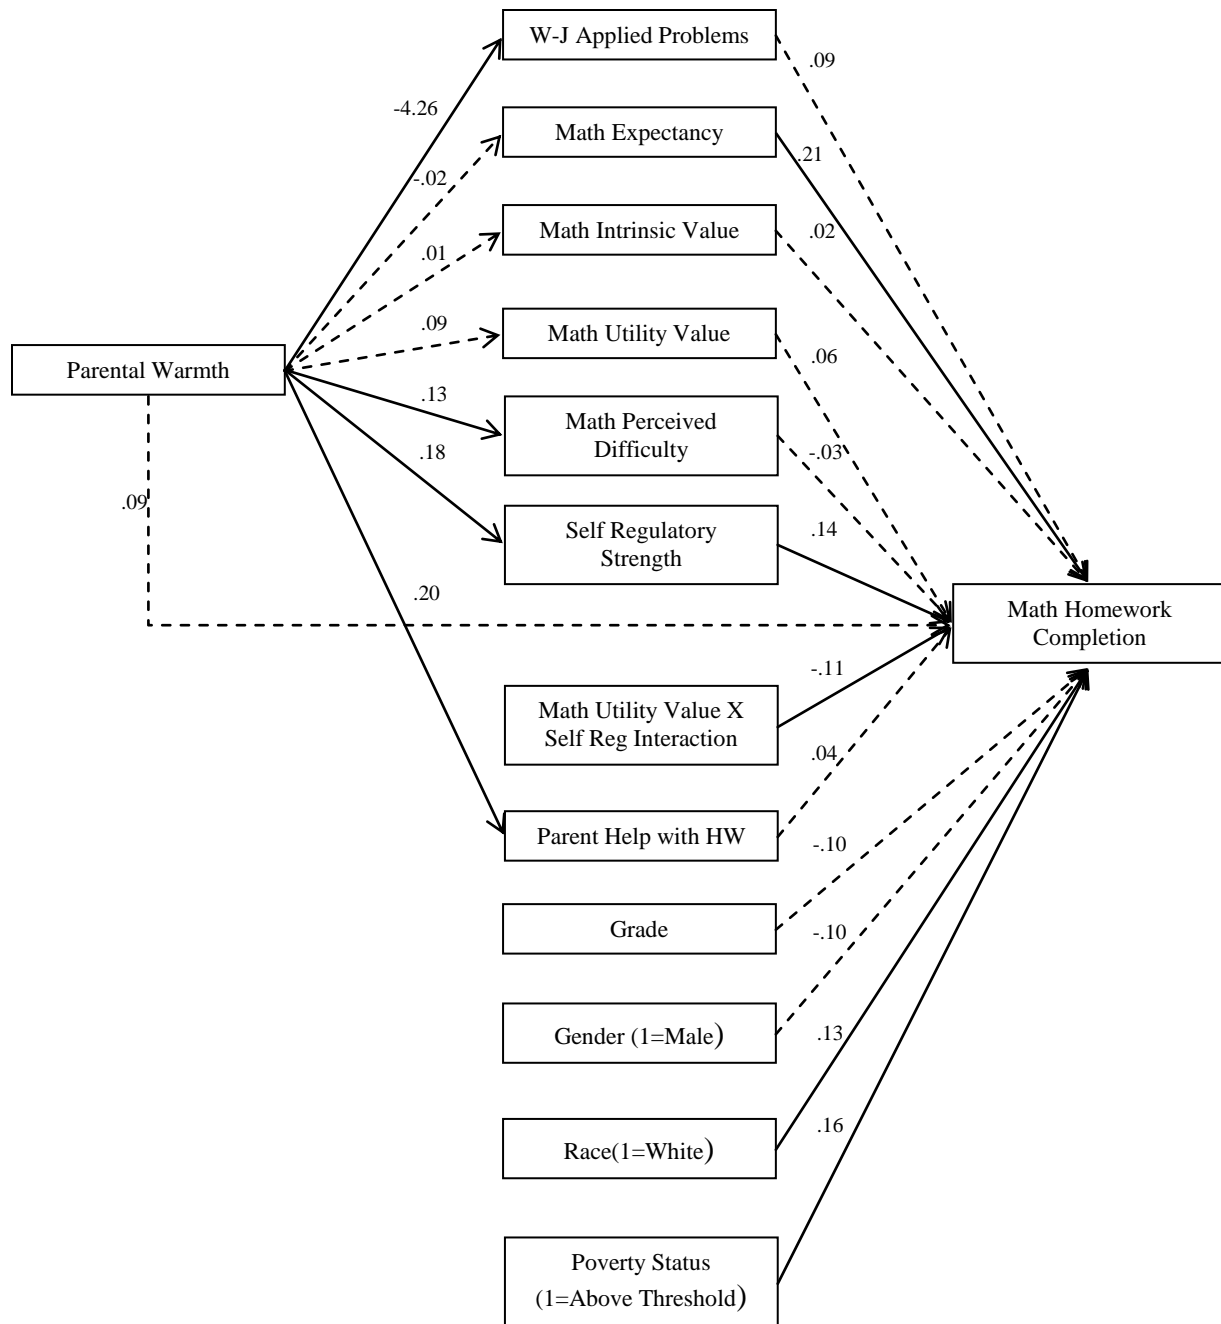 W-J Applied Problems
.09
-4.26
Math Expectancy
.21
-.02
Math Intrinsic Value
.02
.01
Math Utility Value
.09
.06
Parental Warmth
.13
Math Perceived
Difficulty
.18
-.03
.09
Self Regulatory
Strength
.14
.20
Math Homework
Completion
-.11
Math Utility Value X
Self Reg Interaction
.04
Parent Help with HW
-.10
Grade
-.10
Gender (1=Male)
.13
Race(1=White)
.16
Poverty Status
(1=Above Threshold)